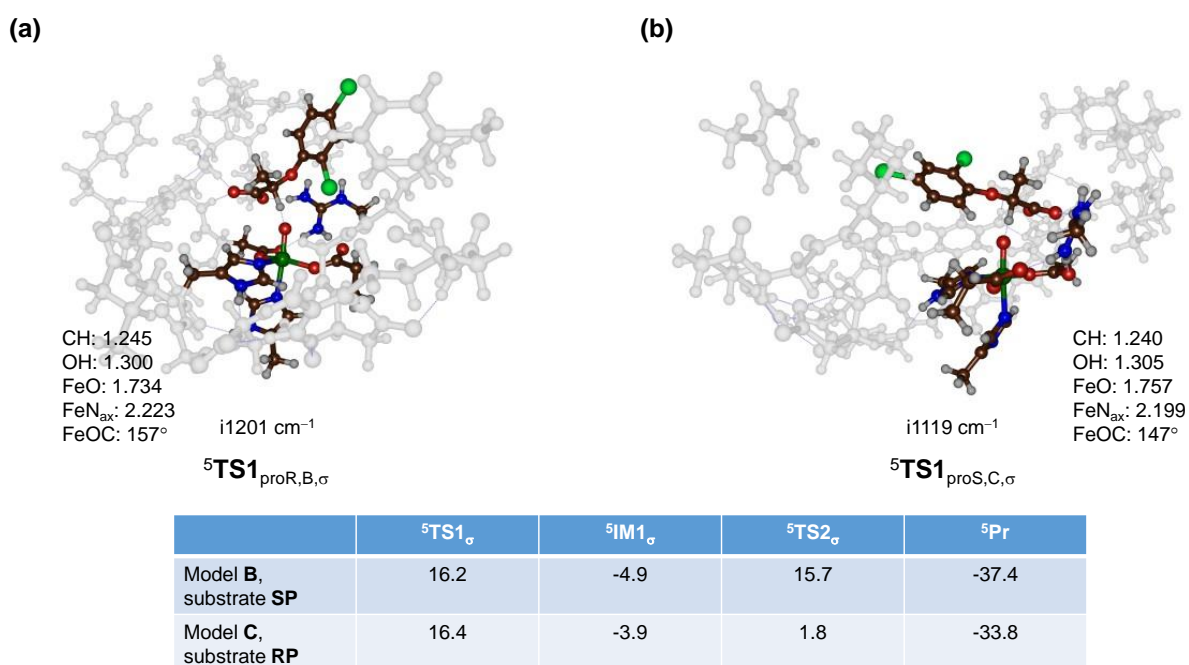 (a)
(b)
CH: 1.245
OH: 1.300
FeO: 1.734
FeNax: 2.223
FeOC: 157°
i1201 cm⁻¹
⁵TS1proR,B,σ
CH: 1.240
OH: 1.305
FeO: 1.757
FeNax: 2.199
FeOC: 147°
i1119 cm⁻¹
⁵TS1proS,C,σ
⁵TS1σ ⁵IM1σ ⁵TS2σ ⁵Pr
Model B,
substrate SP
16.2 -4.9 15.7 -37.4
Model C,
substrate RP
16.4 -3.9 1.8 -33.8